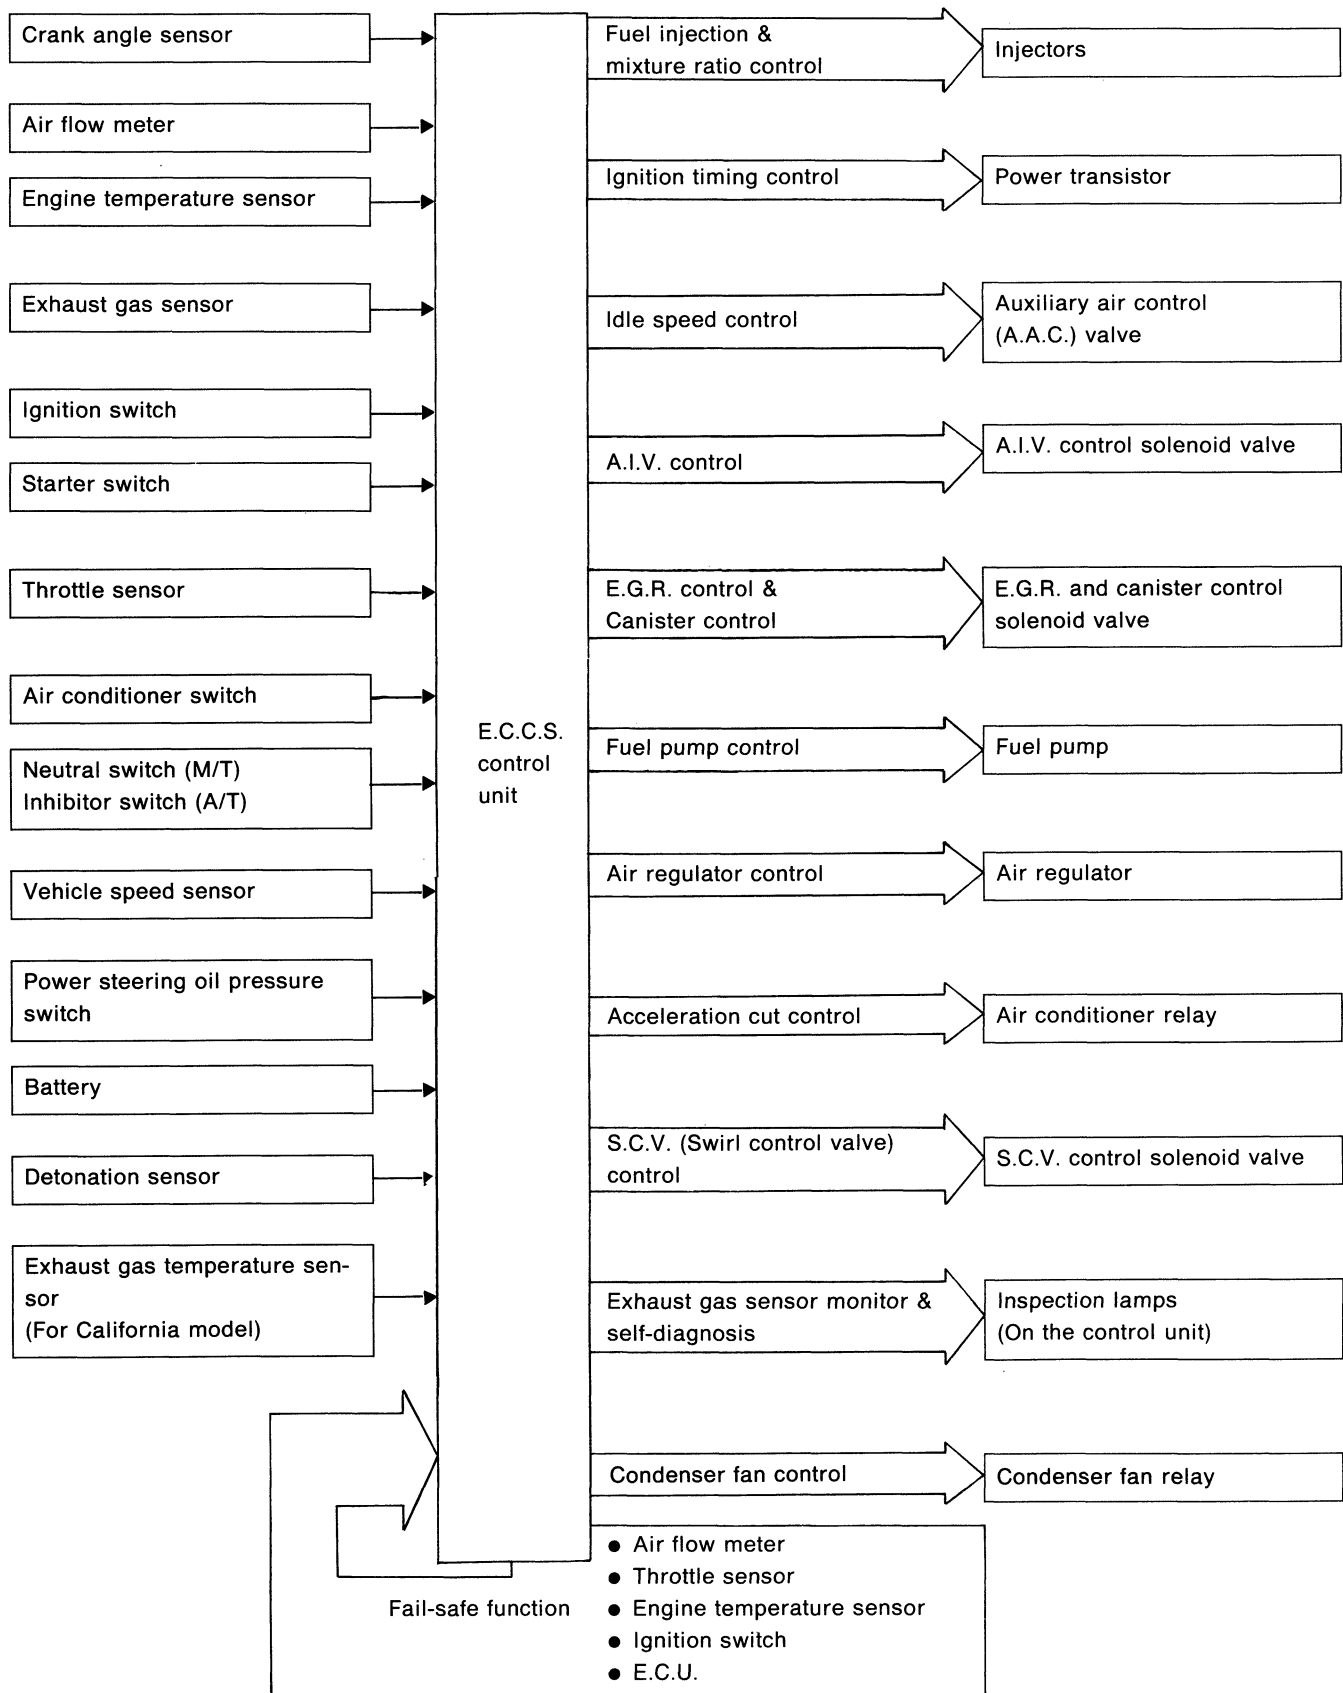 Crank angle sensor
Air flow meter
Engine temperature sensor
Exhaust gas sensor
Ignition switch
Starter switch
Throttle sensor
Air conditioner switch
Neutral switch (M/T)
Inhibitor switch (A/T)
Vehicle speed sensor
Power steering oil pressure
switch
Battery
Detonation sensor
Exhaust gas temperature sen-
sor
(For California model)
E.C.C.S.
control
unit
Fuel injection &
mixture ratio control
Injectors
Ignition timing control
Power transistor
Idle speed control
Auxiliary air control
(A.A.C.) valve
A.I.V. control
A.I.V. control solenoid valve
E.G.R. control &
Canister control
E.G.R. and canister control
solenoid valve
Fuel pump control
Fuel pump
Air regulator control
Air regulator
Acceleration cut control
Air conditioner relay
S.C.V. (Swirl control valve)
control
S.C.V. control solenoid valve
Exhaust gas sensor monitor &
self-diagnosis
Inspection lamps
(On the control unit)
Condenser fan control
Condenser fan relay
Fail-safe function
● Air flow meter
● Throttle sensor
● Engine temperature sensor
● Ignition switch
● E.C.U.